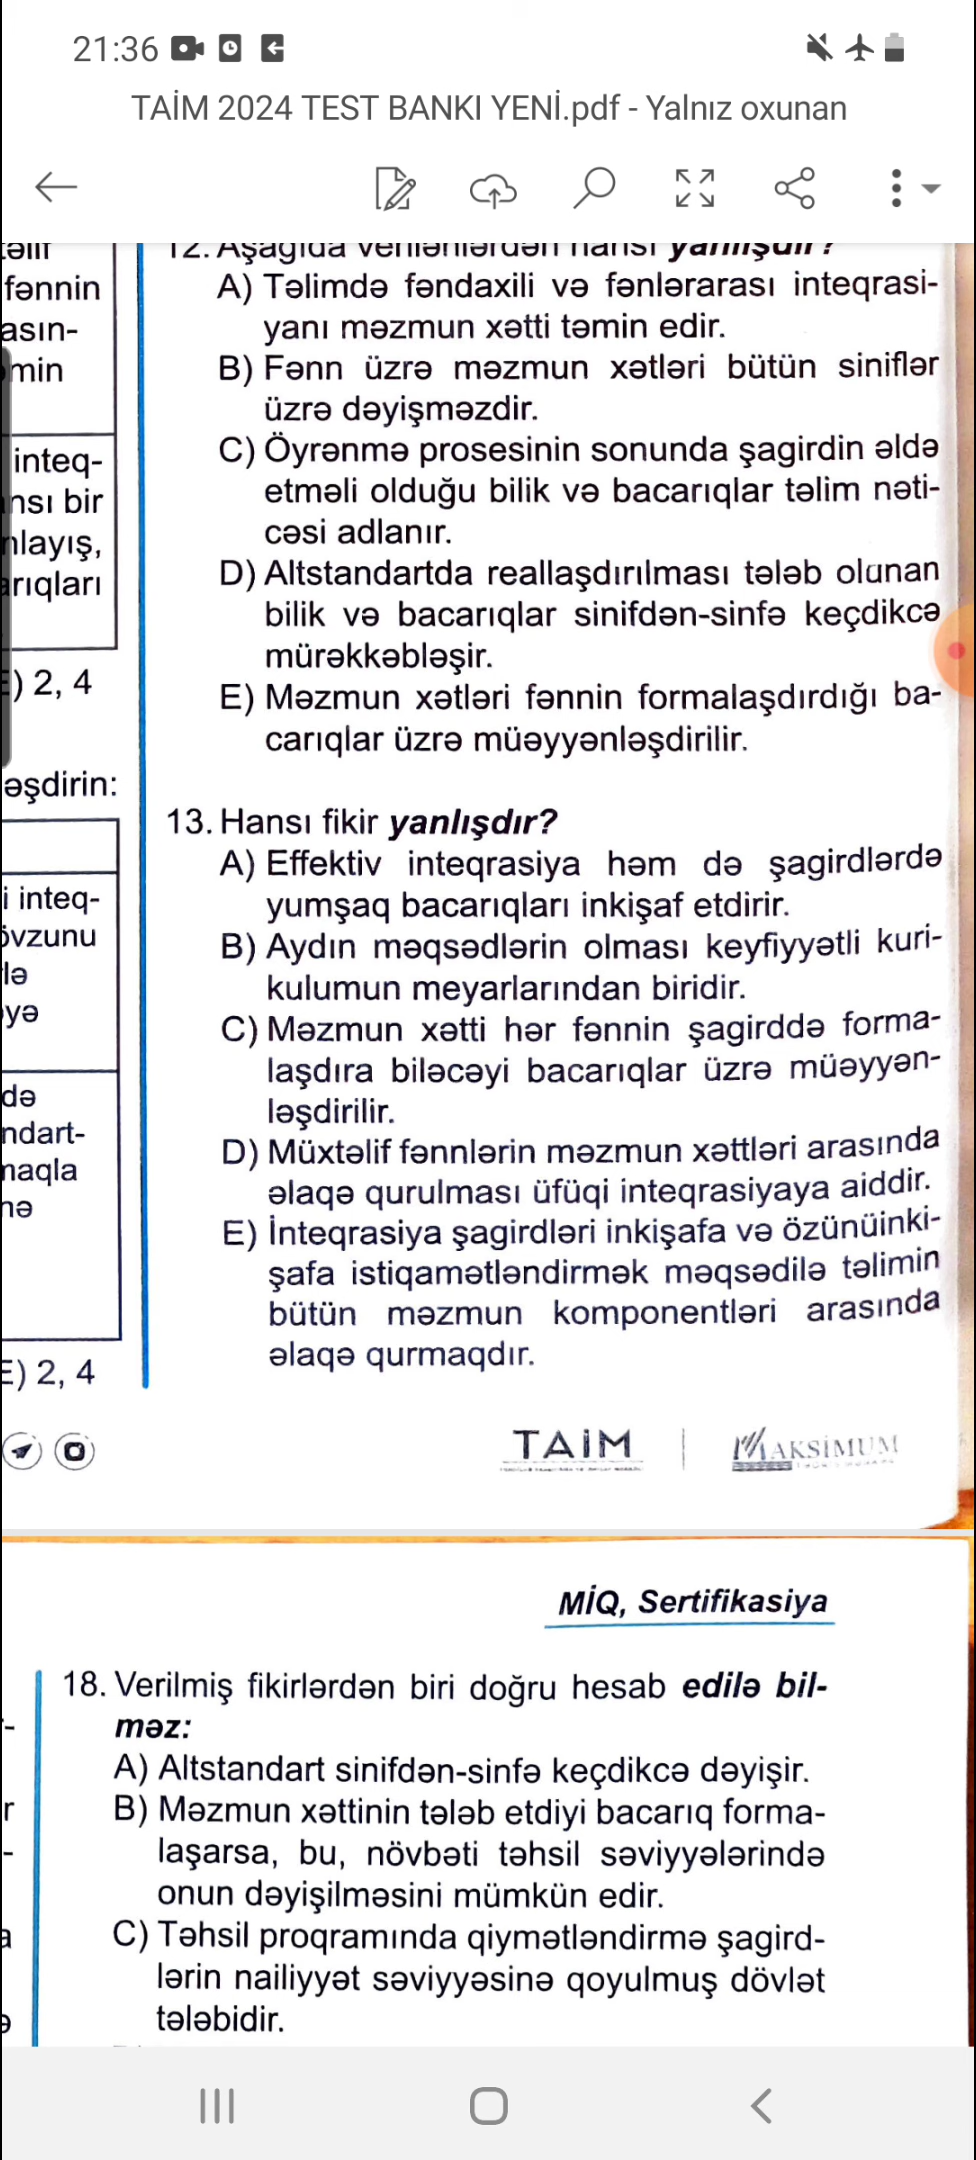 21:36
TAİM 2024 TEST BANKI YENİ.pdf - Yalnız oxunan
fənnin
asın-
min
inteq-
nsı bir
nlayış,
arıqları
E) 2, 4
əşdirin:
i inteq-
övzunu
lə
yə
də
ndart-
maqla
nə
E) 2, 4
12. Aşağıda verilənlərdən hansı yanlışdır?
A) Təlimdə fəndaxili və fənlərarası inteqrasi-
yanı məzmun xətti təmin edir.
B) Fənn üzrə məzmun xətləri bütün siniflər
üzrə dəyişməzdir.
C) Öyrənmə prosesinin sonunda şagirdin əldə
etməli olduğu bilik və bacarıqlar təlim nəti-
cəsi adlanır.
D) Altstandartda reallaşdırılması tələb olunan
bilik və bacarıqlar sinifdən-sinfə keçdikcə
mürəkkəbləşir.
E) Məzmun xətləri fənnin formalaşdırdığı ba-
carıqlar üzrə müəyyənləşdirilir.
13. Hansı fikir yanlışdır?
A) Effektiv inteqrasiya həm də şagirdlərdə
yumşaq bacarıqları inkişaf etdirir.
B) Aydın məqsədlərin olması keyfiyyətli kuri-
kulumun meyarlarından biridir.
C) Məzmun xətti hər fənnin şagirddə forma-
laşdıra biləcəyi bacarıqlar üzrə müəyyən-
ləşdirilir.
D) Müxtəlif fənnlərin məzmun xəttləri arasında
əlaqə qurulması üfüqi inteqrasiyaya aiddir.
E) İnteqrasiya şagirdləri inkişafa və özünüinki-
şafa istiqamətləndirmək məqsədilə təlimin
bütün məzmun komponentləri arasında
əlaqə qurmaqdır.
TAİM
MAKSİMUM
MİQ, Sertifikasiya
18. Verilmiş fikirlərdən biri doğru hesab edilə bil-
məz:
A) Altstandart sinifdən-sinfə keçdikcə dəyişir.
B) Məzmun xəttinin tələb etdiyi bacarıq forma-
laşarsa, bu, növbəti təhsil səviyyələrində
onun dəyişilməsini mümkün edir.
C) Təhsil proqramında qiymətləndirmə şagird-
lərin nailiyyət səviyyəsinə qoyulmuş dövlət
tələbidir.